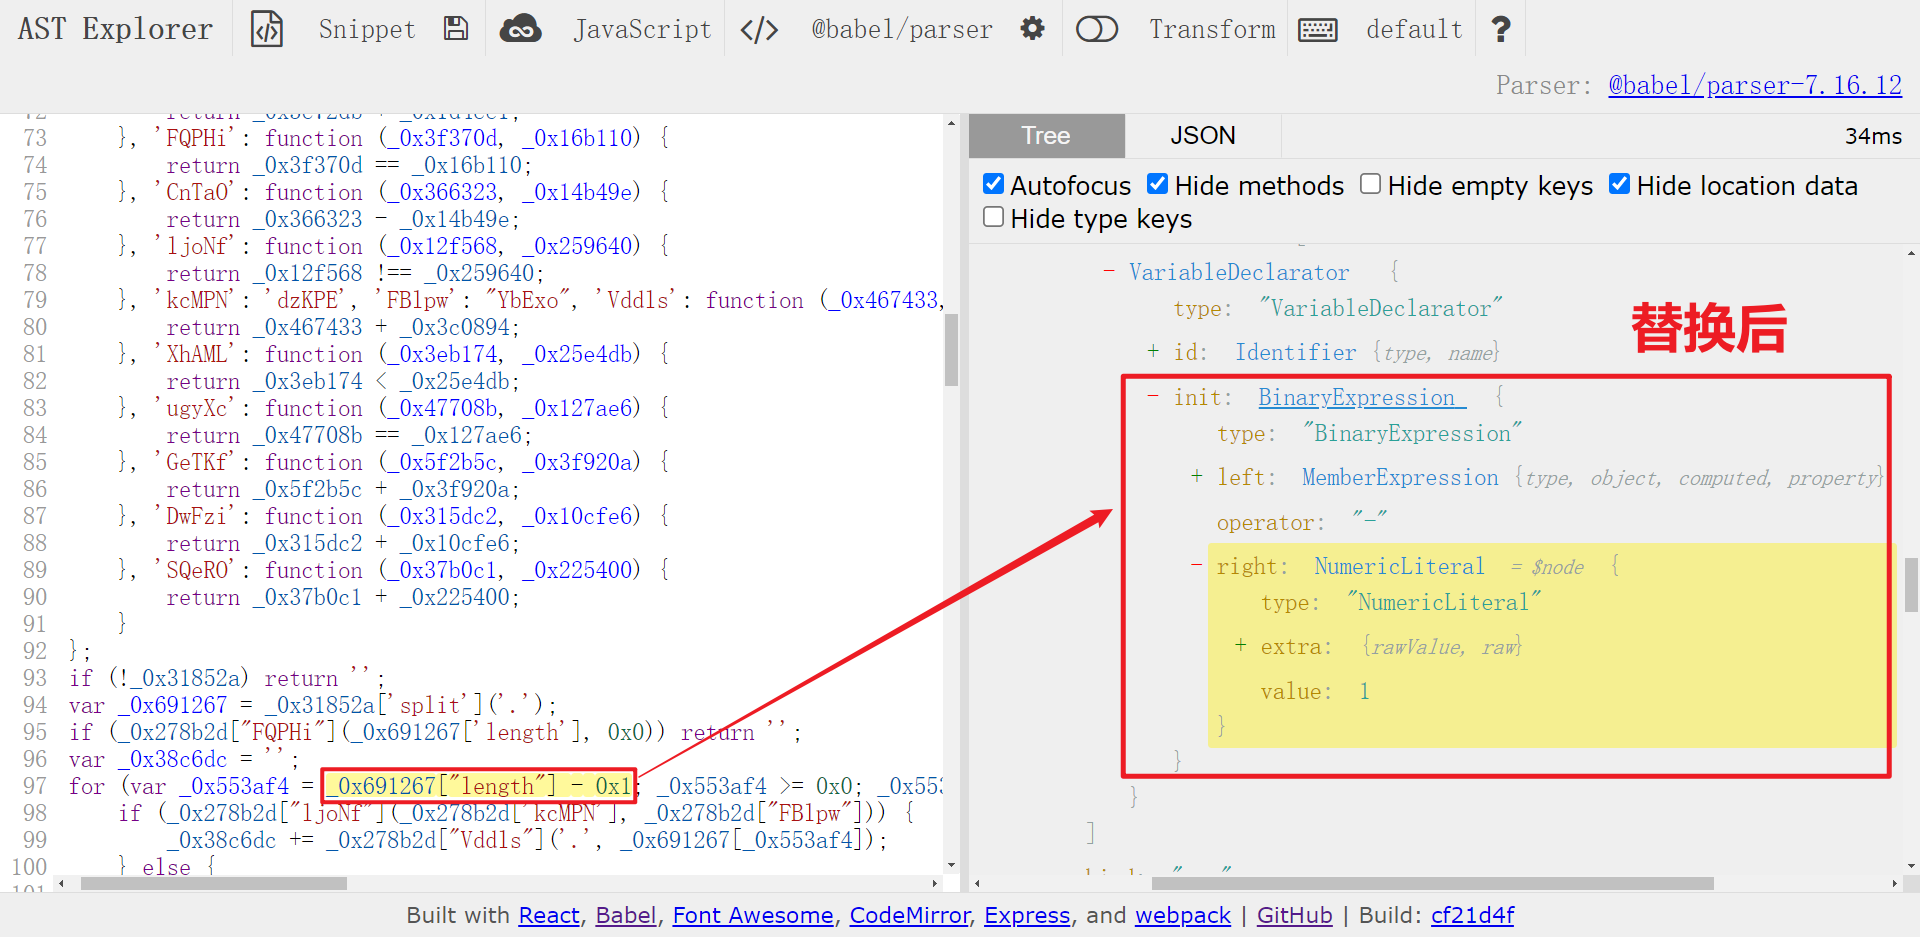 AST Explorer
Snippet
JavaScript
@babel/parser
Transform
default
?
Parser: @babel/parser-7.16.12
73 }, 'FQPHi': function (_0x3f370d, _0x16b110) {
74 return _0x3f370d == _0x16b110;
75 }, 'CnTaO': function (_0x366323, _0x14b49e) {
76 return _0x366323 - _0x14b49e;
77 }, 'ljoNf': function (_0x12f568, _0x259640) {
78 return _0x12f568 !== _0x259640;
79 }, 'kcMPN': 'dzKPE', 'FBlpw': "YbExo", 'Vddls': function (_0x467433,
80 return _0x467433 + _0x3c0894;
81 }, 'XhAML': function (_0x3eb174, _0x25e4db) {
82 return _0x3eb174 < _0x25e4db;
83 }, 'ugyXc': function (_0x47708b, _0x127ae6) {
84 return _0x47708b == _0x127ae6;
85 }, 'GeTKf': function (_0x5f2b5c, _0x3f920a) {
86 return _0x5f2b5c + _0x3f920a;
87 }, 'DwFzi': function (_0x315dc2, _0x10cfe6) {
88 return _0x315dc2 + _0x10cfe6;
89 }, 'SQeRO': function (_0x37b0c1, _0x225400) {
90 return _0x37b0c1 + _0x225400;
91 }
92 };
93 if (!_0x31852a) return '';
94 var _0x691267 = _0x31852a['split']('.');
95 if (_0x278b2d["FQPHi"](_0x691267['length'], 0x0)) return '';
96 var _0x38c6dc = '';
97 for (var _0x553af4 = _0x691267["length"] - 0x1; _0x553af4 >= 0x0; _0x55
98 if (_0x278b2d["ljoNf"](_0x278b2d['kcMPN'], _0x278b2d["FBlpw"])) {
99 _0x38c6dc += _0x278b2d["Vddls"]('.', _0x691267[_0x553af4]);
100 } else {
Tree
JSON
34ms
Autofocus Hide methods Hide empty keys Hide location data
Hide type keys
- VariableDeclarator {
type: "VariableDeclarator"
替换后
+ id: Identifier {type, name}
- init: BinaryExpression {
type: "BinaryExpression"
+ left: MemberExpression {type, object, computed, property}
operator: "-"
- right: NumericLiteral = $node {
type: "NumericLiteral"
+ extra: {rawValue, raw}
value: 1
}
}
}
]
Built with React, Babel, Font Awesome, CodeMirror, Express, and webpack | GitHub | Build: cf21d4f